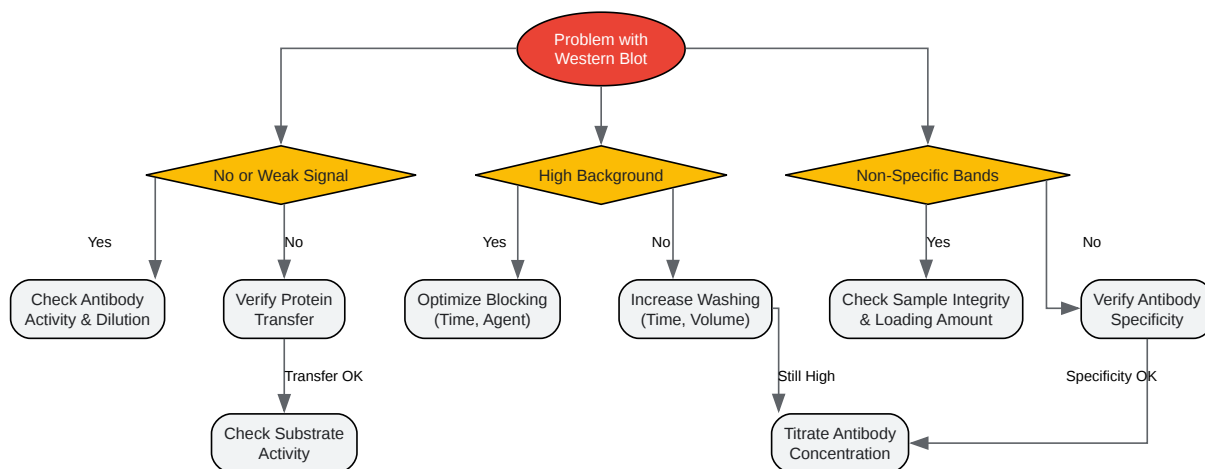 Problem with
Western Blot
No or Weak Signal
High Background
Non-Specific Bands
Yes
No
Yes
No
Yes
No
Check Antibody
Activity & Dilution
Verify Protein
Transfer
Optimize Blocking
(Time, Agent)
Increase Washing
(Time, Volume)
Check Sample Integrity
& Loading Amount
Verify Antibody
Specificity
Transfer OK
Still High
Specificity OK
Check Substrate
Activity
Titrate Antibody
Concentration